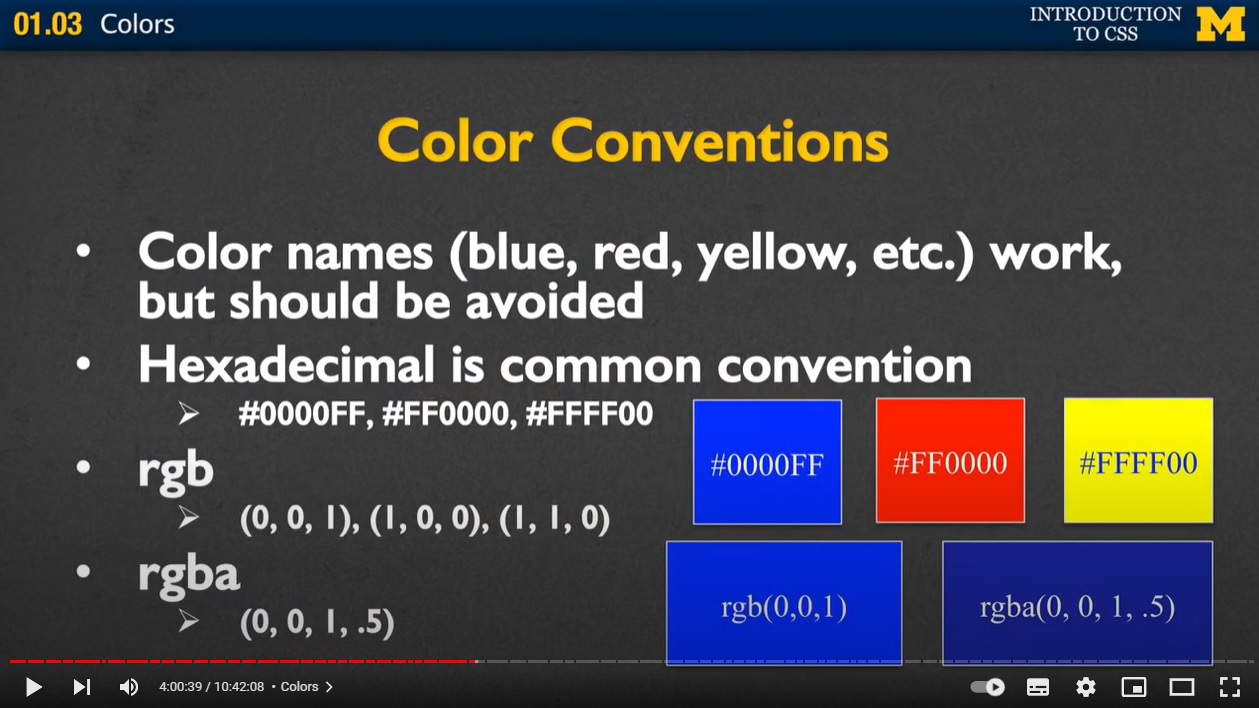 01.03 Colors
INTRODUCTION
TO CSS
M
Color Conventions
• Color names (blue, red, yellow, etc.) work,
but should be avoided
• Hexadecimal is common convention
➢ #0000FF, #FF0000, #FFFF00
#0000FF
#FF0000
#FFFF00
• rgb
➢ (0, 0, 1), (1, 0, 0), (1, 1, 0)
• rgba
➢ (0, 0, 1, .5)
rgb(0,0,1)
rgba(0, 0, 1, .5)
4:00:39 / 10:42:08 • Colors